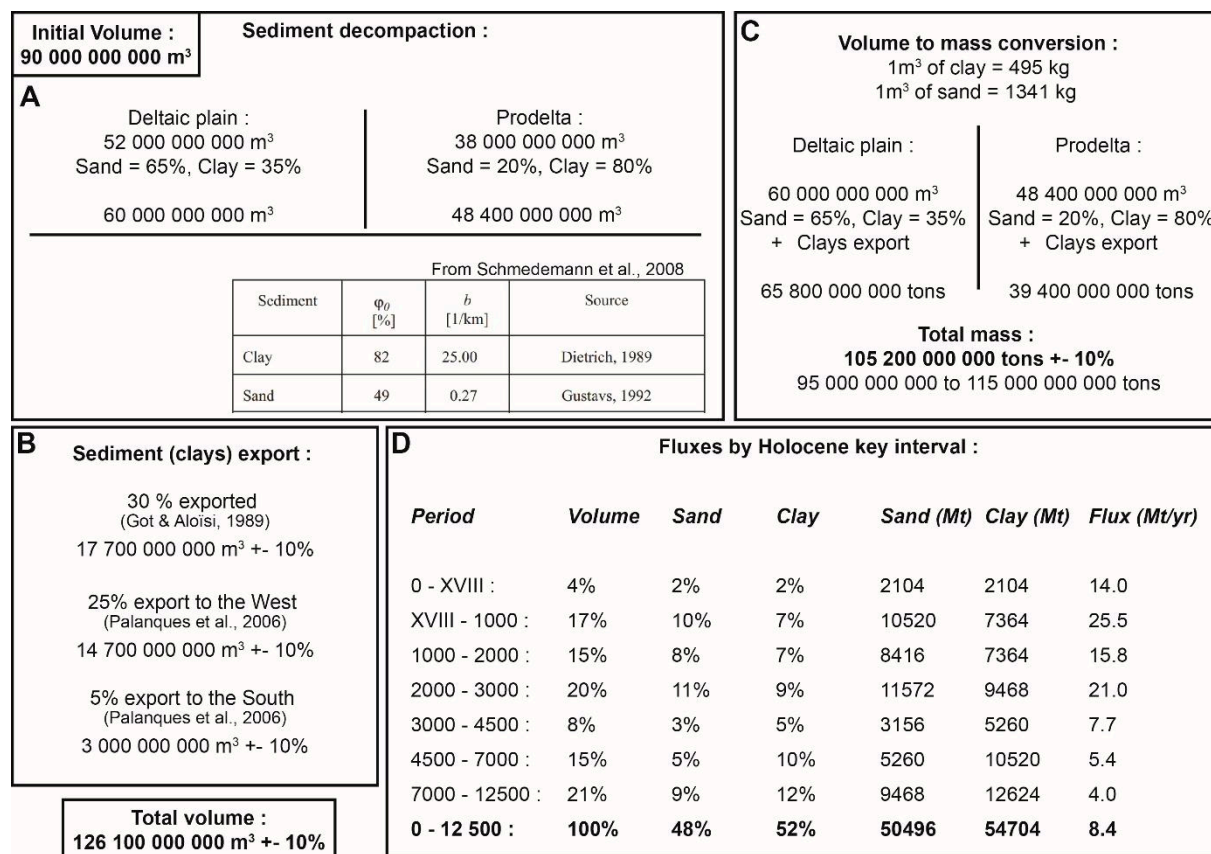 Initial Volume :
90 000 000 000 m³
Sediment decompaction :
A
Deltaic plain :
52 000 000 000 m³
Sand = 65%, Clay = 35%
60 000 000 000 m³
Prodelta :
38 000 000 000 m³
Sand = 20%, Clay = 80%
48 400 000 000 m³
From Schmedemann et al., 2008
Sediment φ₀ [%] b [1/km] Source
Clay 82 25.00 Dietrich, 1989
Sand 49 0.27 Gustavs, 1992
B
Sediment (clays) export :
30 % exported
(Got & Aloïsi, 1989)
17 700 000 000 m³ +- 10%
25% export to the West
(Palanques et al., 2006)
14 700 000 000 m³ +- 10%
5% export to the South
(Palanques et al., 2006)
3 000 000 000 m³ +- 10%
Total volume :
126 100 000 000 m³ +- 10%
C
Volume to mass conversion :
1m³ of clay = 495 kg
1m³ of sand = 1341 kg
Deltaic plain :
60 000 000 000 m³
Sand = 65%, Clay = 35%
+ Clays export
65 800 000 000 tons
Prodelta :
48 400 000 000 m³
Sand = 20%, Clay = 80%
+ Clays export
39 400 000 000 tons
Total mass :
105 200 000 000 tons +- 10%
95 000 000 000 to 115 000 000 000 tons
D
Fluxes by Holocene key interval :
Period Volume Sand Clay Sand (Mt) Clay (Mt) Flux (Mt/yr)
0 - XVIII : 4% 2% 2% 2104 2104 14.0
XVIII - 1000 : 17% 10% 7% 10520 7364 25.5
1000 - 2000 : 15% 8% 7% 8416 7364 15.8
2000 - 3000 : 20% 11% 9% 11572 9468 21.0
3000 - 4500 : 8% 3% 5% 3156 5260 7.7
4500 - 7000 : 15% 5% 10% 5260 10520 5.4
7000 - 12500 : 21% 9% 12% 9468 12624 4.0
0 - 12 500 : 100% 48% 52% 50496 54704 8.4